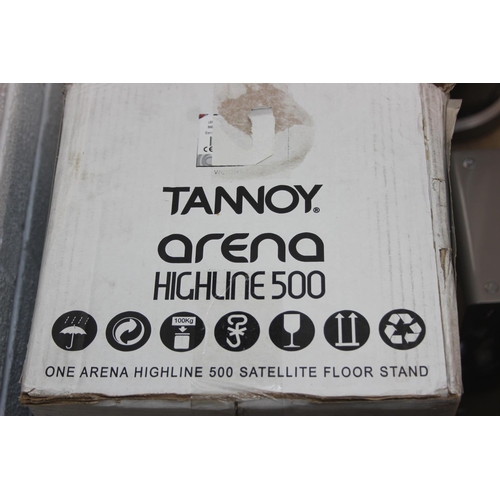 TANNOY®
arena
HIGHLINE 500
100Kg
ONE ARENA HIGHLINE 500 SATELLITE FLOOR STAND